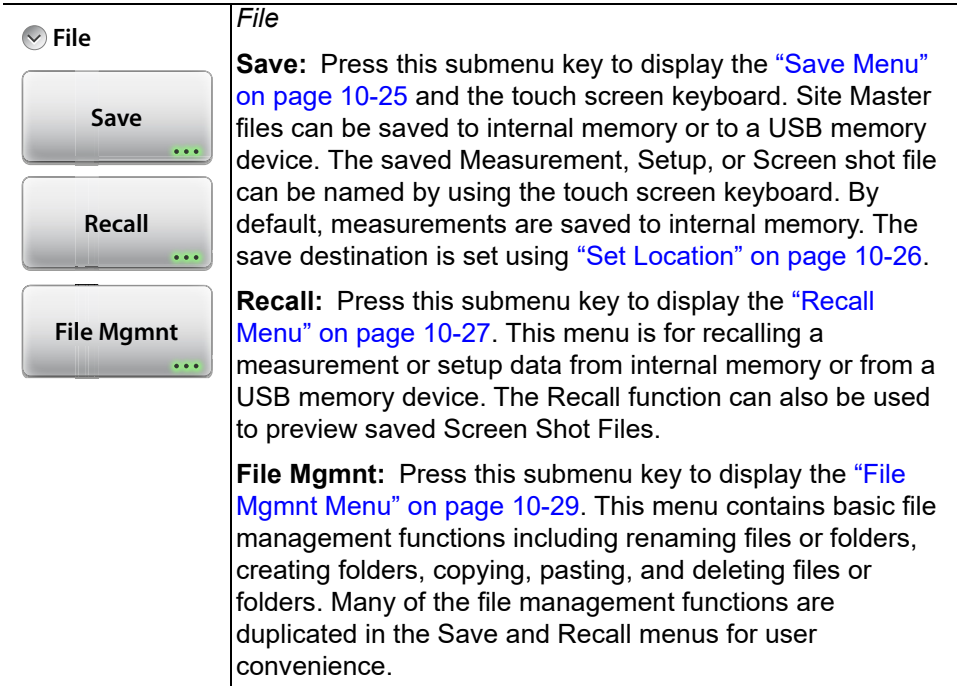 File
Save
Recall
File Mgmnt
File
Save: Press this submenu key to display the “Save Menu”
on page 10-25 and the touch screen keyboard. Site Master
files can be saved to internal memory or to a USB memory
device. The saved Measurement, Setup, or Screen shot file
can be named by using the touch screen keyboard. By
default, measurements are saved to internal memory. The
save destination is set using “Set Location” on page 10-26.
Recall: Press this submenu key to display the “Recall
Menu” on page 10-27. This menu is for recalling a
measurement or setup data from internal memory or from a
USB memory device. The Recall function can also be used
to preview saved Screen Shot Files.
File Mgmnt: Press this submenu key to display the “File
Mgmnt Menu” on page 10-29. This menu contains basic file
management functions including renaming files or folders,
creating folders, copying, pasting, and deleting files or
folders. Many of the file management functions are
duplicated in the Save and Recall menus for user
convenience.